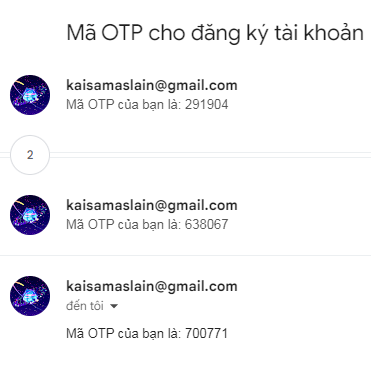 Mã OTP cho đăng ký tài khoản
kaisamaslain@gmail.com
Mã OTP của bạn là: 291904
2
kaisamaslain@gmail.com
Mã OTP của bạn là: 638067
kaisamaslain@gmail.com
đến tôi
Mã OTP của bạn là: 700771